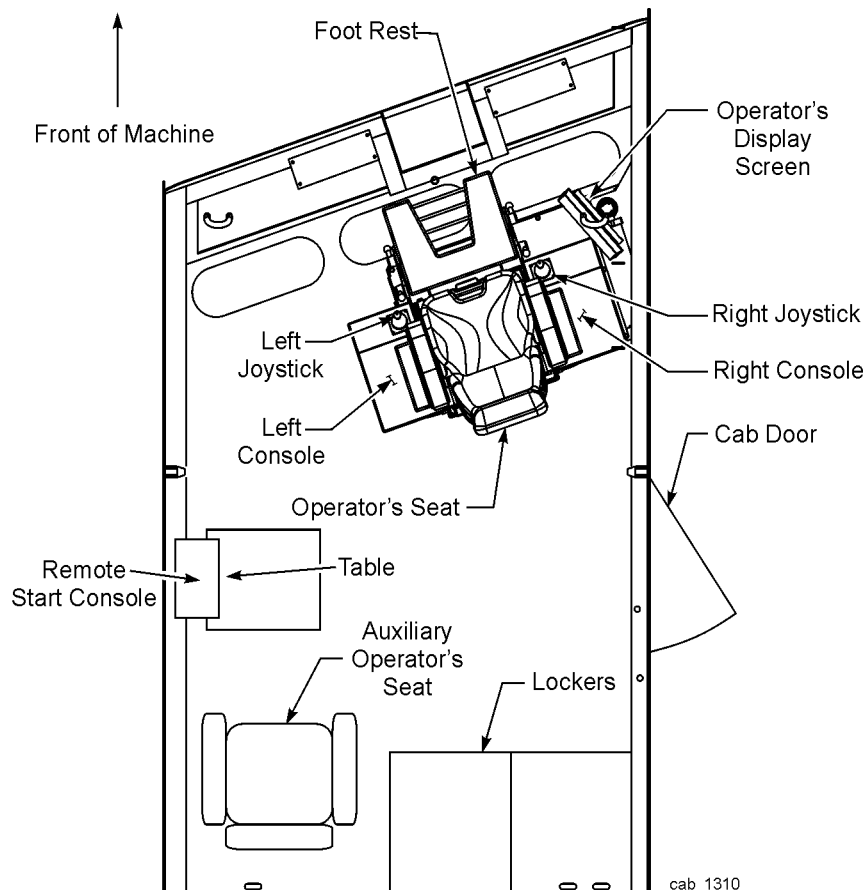 Foot Rest
Front of Machine
Operator's
Display
Screen
Left
Joystick
Right Joystick
Right Console
Left
Console
Cab Door
Operator's Seat
Remote
Start Console
Table
Auxiliary
Operator's
Seat
Lockers
cab 1310